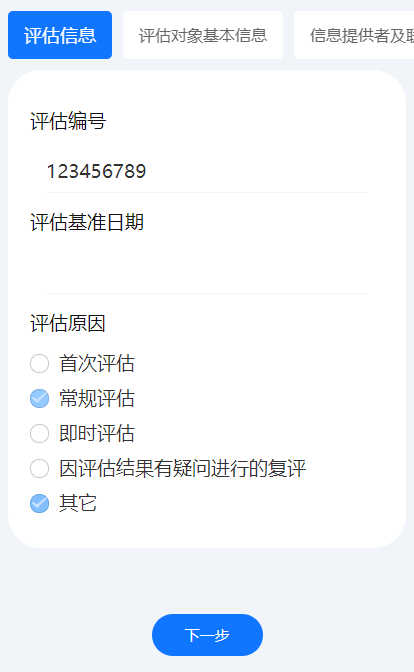 评估信息
评估对象基本信息
信息提供者及联
评估编号
123456789
评估基准日期
评估原因
首次评估
常规评估
即时评估
因评估结果有疑问进行的复评
其它
下一步